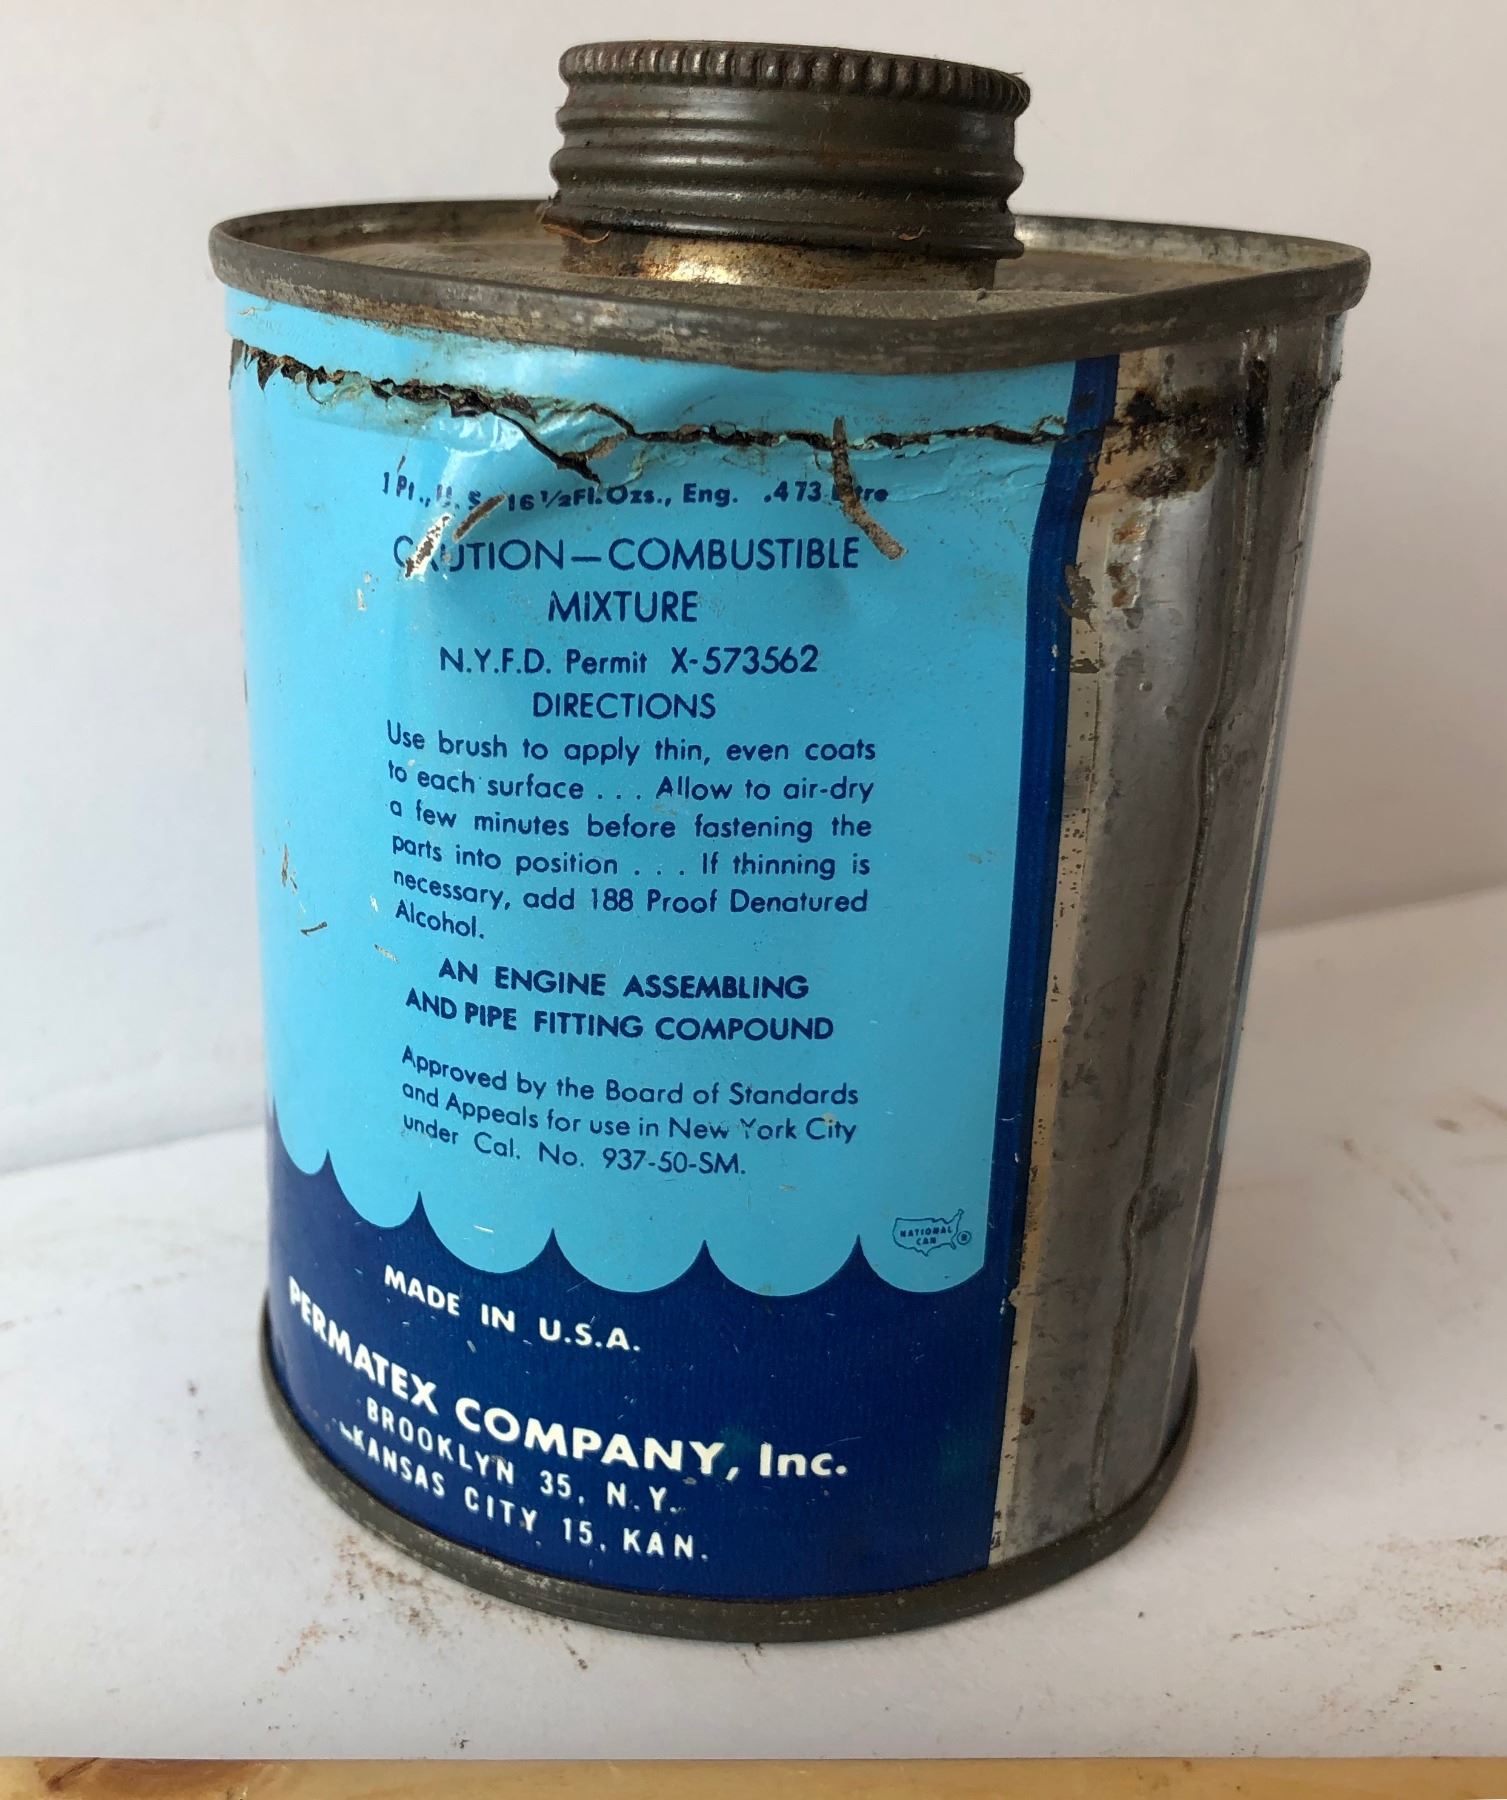 1 Pt., U. S. 16 ½ Fl. Ozs., Eng. .473 Litre
CAUTION—COMBUSTIBLE
MIXTURE
N.Y.F.D. Permit X-573562
DIRECTIONS
Use brush to apply thin, even coats
to each surface . . . Allow to air-dry
a few minutes before fastening the
parts into position . . . If thinning is
necessary, add 188 Proof Denatured
Alcohol.
AN ENGINE ASSEMBLING
AND PIPE FITTING COMPOUND
Approved by the Board of Standards
and Appeals for use in New York City
under Cal. No. 937-50-SM.
NATIONAL
CAN ®
MADE IN U.S.A.
PERMATEX COMPANY, Inc.
BROOKLYN 35, N.Y.
KANSAS CITY 15, KAN.